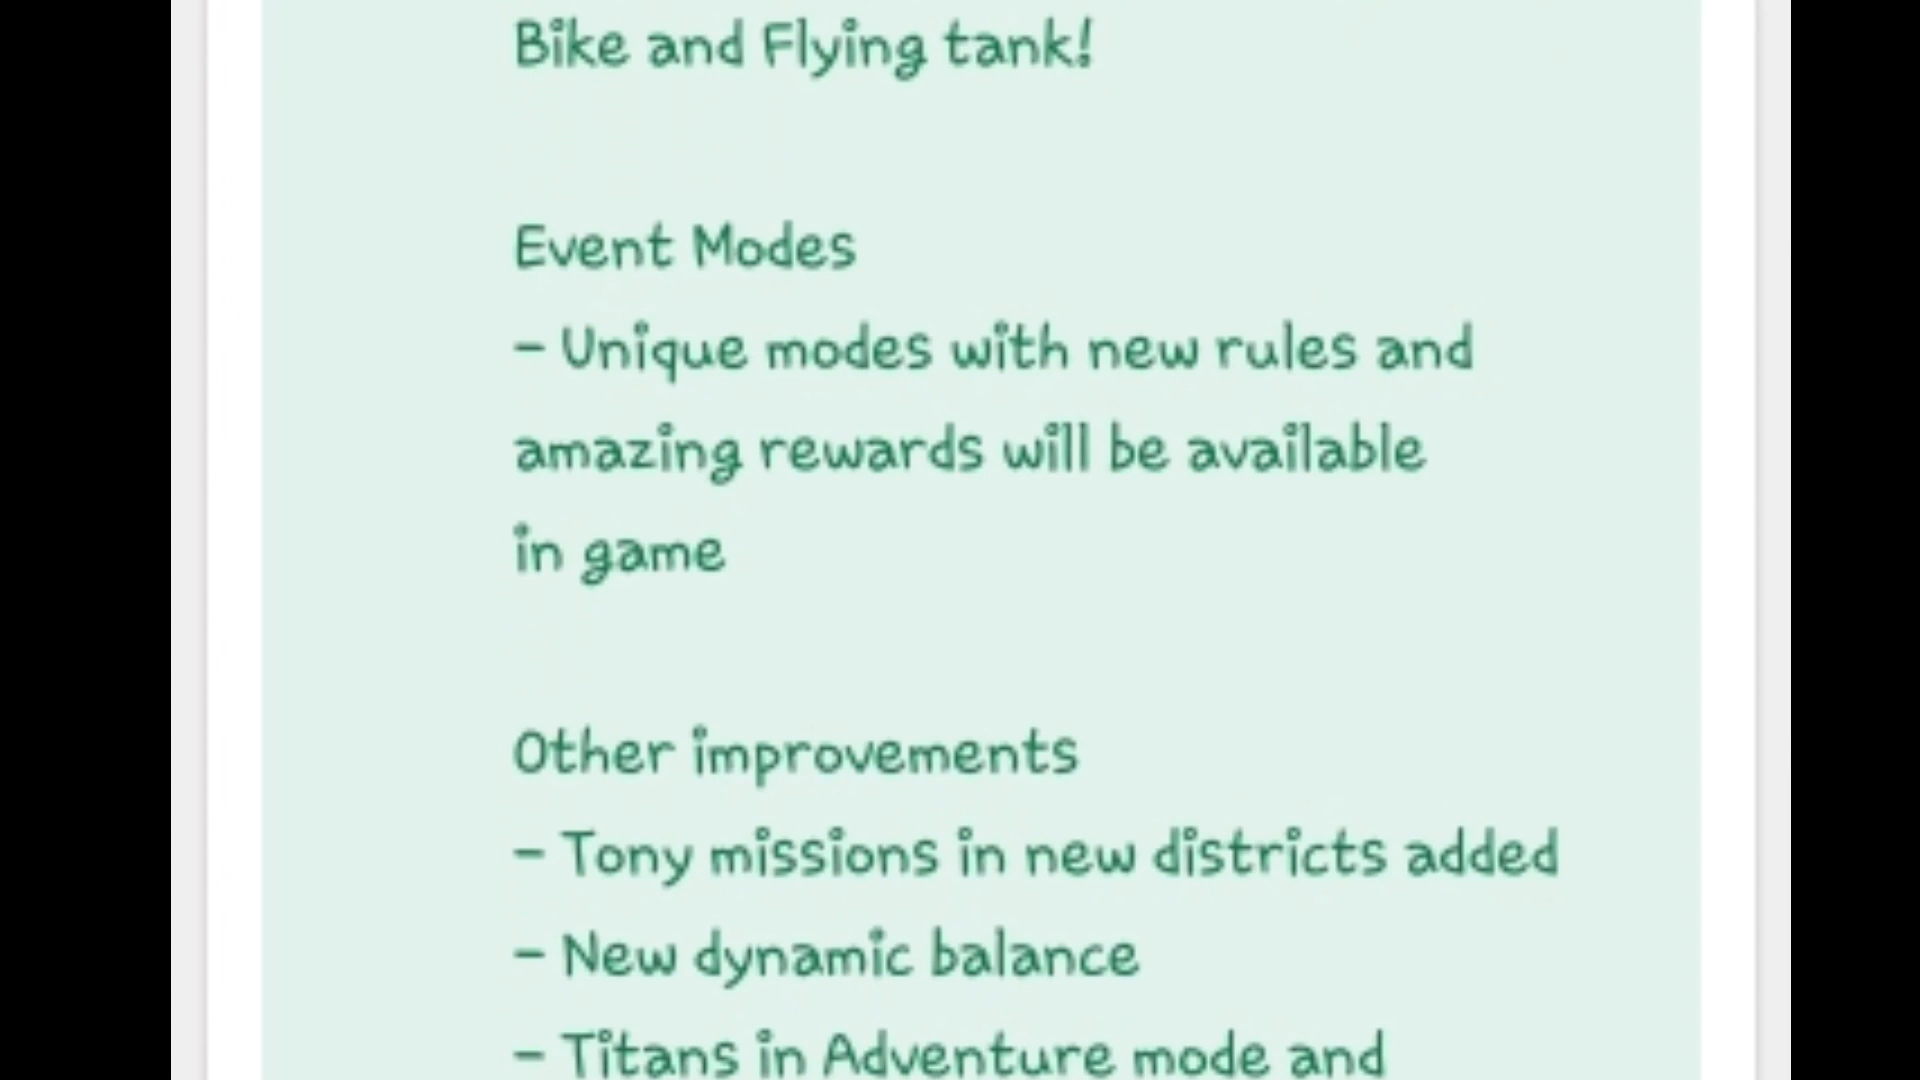 Bike and Flying tank!
Event Modes
- Unique modes with new rules and
amazing rewards will be available
in game
Other improvements
- Tony missions in new districts added
- New dynamic balance
- Titans in Adventure mode and